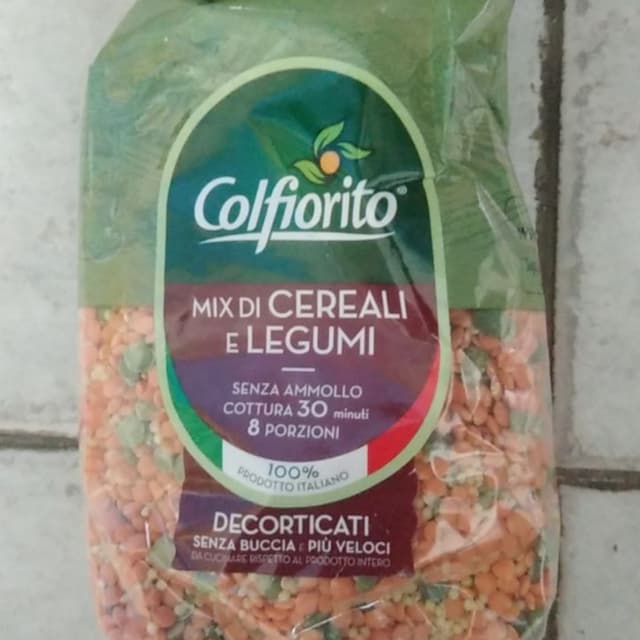 Colfiorito®
MIX DI CEREALI
E LEGUMI
SENZA AMMOLLO
COTTURA 30 minuti
8 PORZIONI
100%
PRODOTTO ITALIANO
DECORTICATI
SENZA BUCCIA E PIÙ VELOCI
DA CUCINARE RISPETTO AL PRODOTTO INTERO